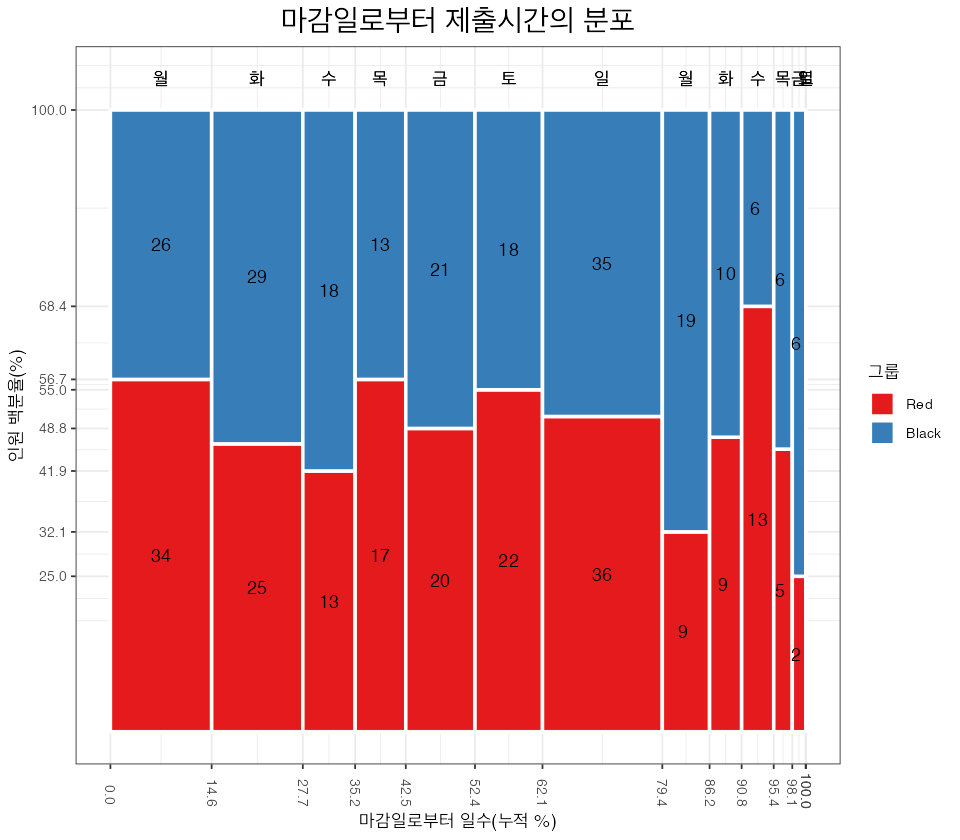 마감일로부터 제출시간의 분포
월 화 수 목 금 토 일 월 화 수 목
100.0
68.4
56.7
55.0
48.8
41.9
32.1
25.0
인원 백분율(%)
26 29 18 13 21 18 35 19 10 6 6 6
34 25 13 17 20 22 36 9 9 13 5 2
0.0 14.6 27.7 35.2 42.5 52.4 62.1 79.4 86.2 90.8 95.4 98.1 100.0
마감일로부터 일수(누적 %)
그룹
Red
Black